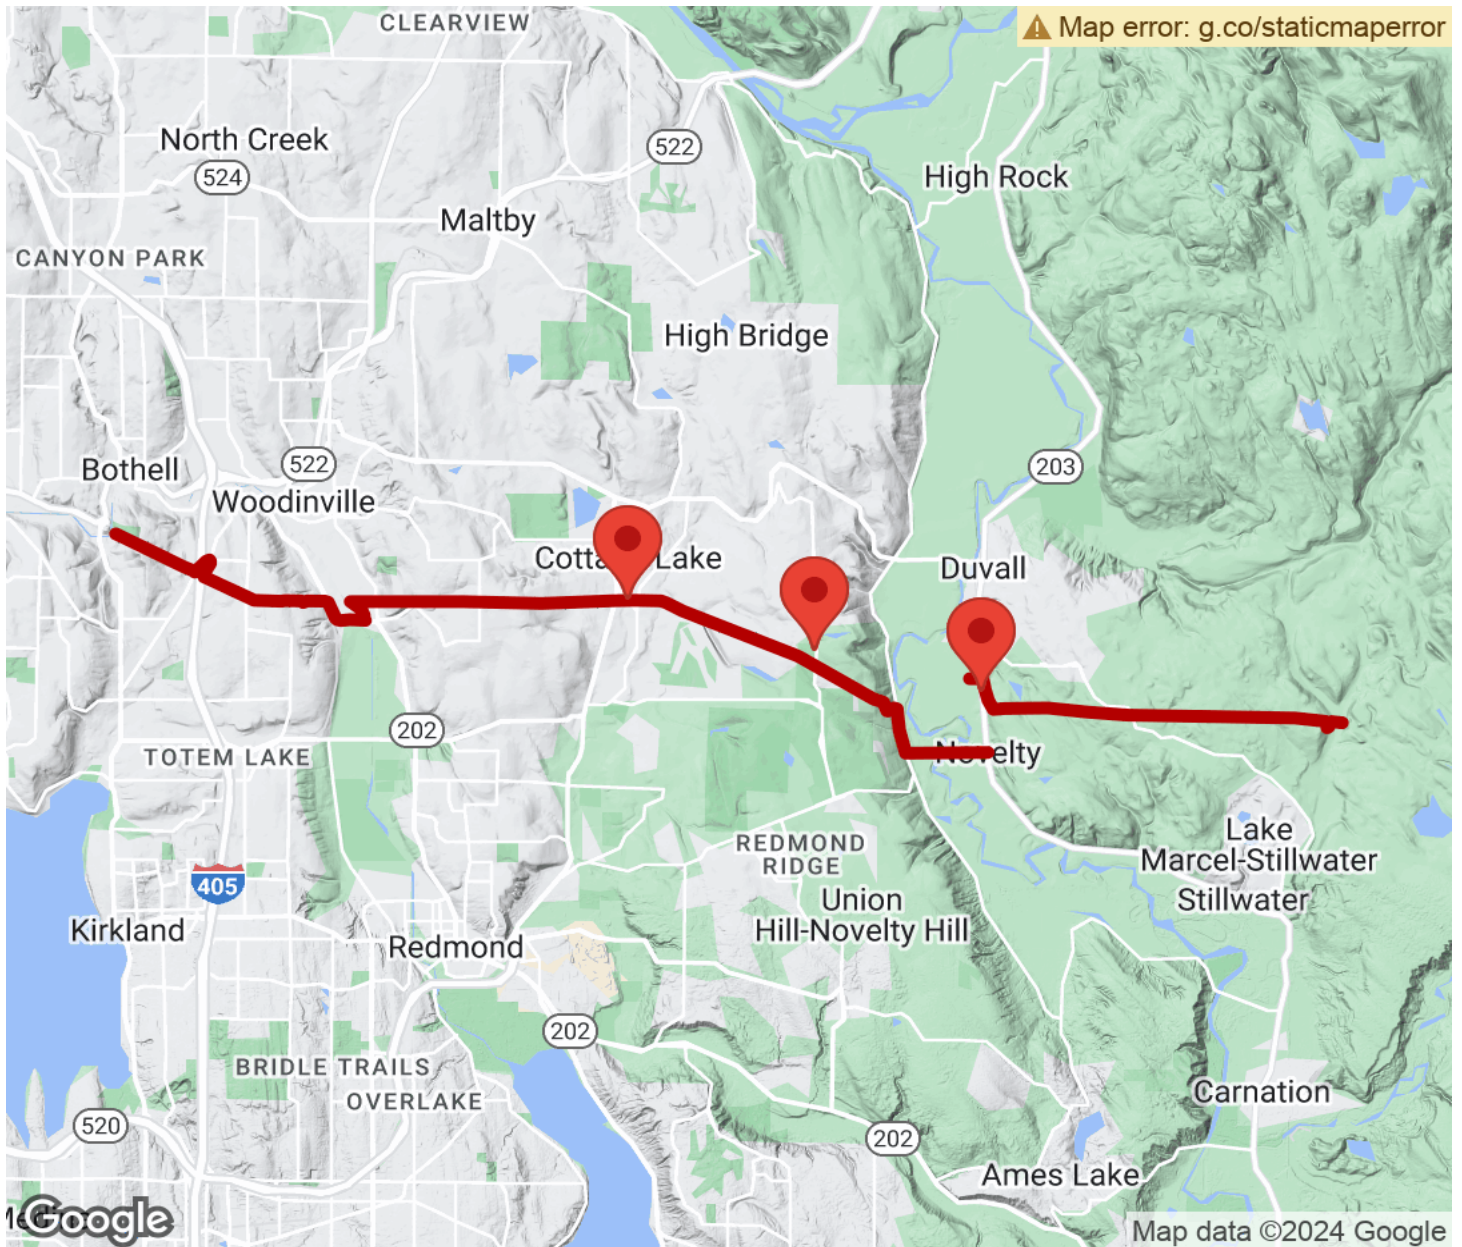 CLEARVIEW
Map error: g.co/staticmaperror
North Creek
524
522
High Rock
Maltby
CANYON PARK
High Bridge
Bothell
522
Woodinville
203
Cotta Lake
Duvall
202
TOTEM LAKE
Novelty
REDMOND
RIDGE
Lake
Marcel-Stillwater
Stillwater
405
Union
Hill-Novelty Hill
Kirkland
Redmond
202
BRIDLE TRAILS
OVERLAKE
Carnation
520
202
Ames Lake
Google
Map data ©2024 Google